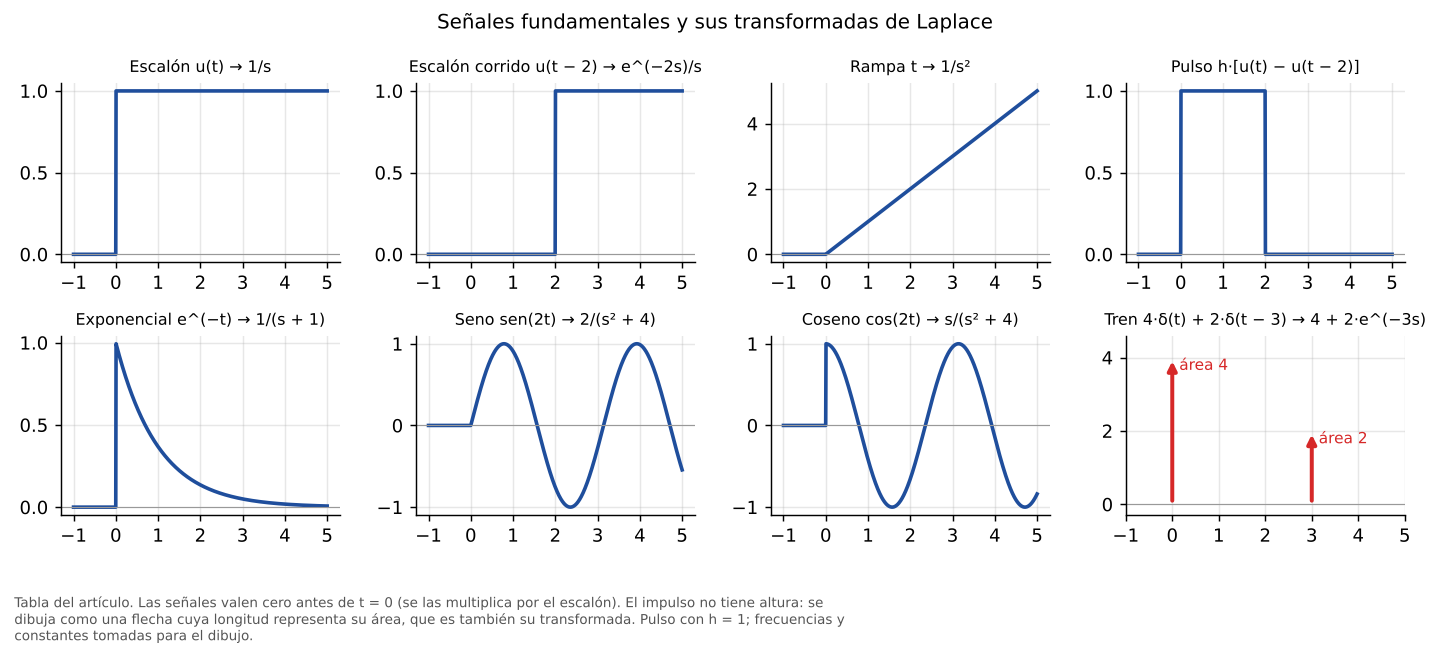 Señales fundamentales y sus transformadas de Laplace
Escalón u(t) → 1/s
1.0
0.5
0.0
−1 0 1 2 3 4 5
Escalón corrido u(t − 2) → e^(−2s)/s
1.0
0.5
0.0
−1 0 1 2 3 4 5
Rampa t → 1/s²
4
2
0
−1 0 1 2 3 4 5
Pulso h·[u(t) − u(t − 2)]
1.0
0.5
0.0
−1 0 1 2 3 4 5
Exponencial e^(−t) → 1/(s + 1)
1.0
0.5
0.0
−1 0 1 2 3 4 5
Seno sen(2t) → 2/(s² + 4)
1
0
−1
−1 0 1 2 3 4 5
Coseno cos(2t) → s/(s² + 4)
1
0
−1
−1 0 1 2 3 4 5
Tren 4·δ(t) + 2·δ(t − 3) → 4 + 2·e^(−3s)
4
área 4
2
área 2
0
−1 0 1 2 3 4 5
Tabla del artículo. Las señales valen cero antes de t = 0 (se las multiplica por el escalón). El impulso no tiene altura: se
dibuja como una flecha cuya longitud representa su área, que es también su transformada. Pulso con h = 1; frecuencias y
constantes tomadas para el dibujo.